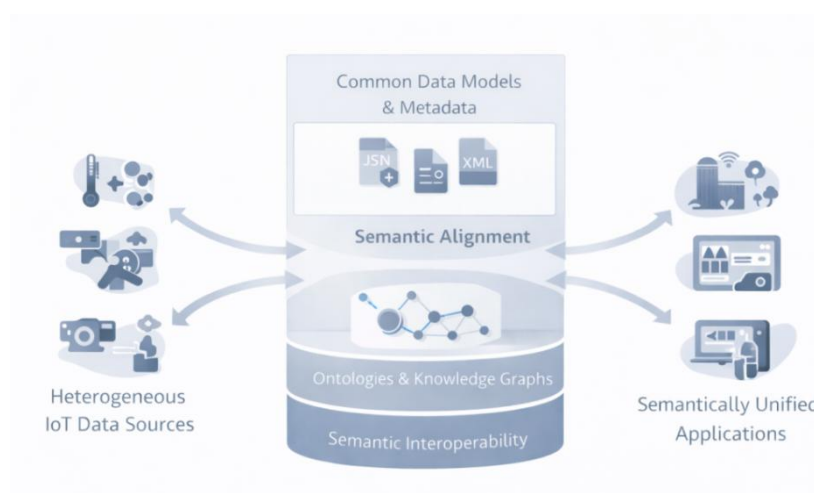 Common Data Models
& Metadata
JSN
XML
Semantic Alignment
Ontologies & Knowledge Graphs
Semantic Interoperability
Heterogeneous
IoT Data Sources
Semantically Unified
Applications